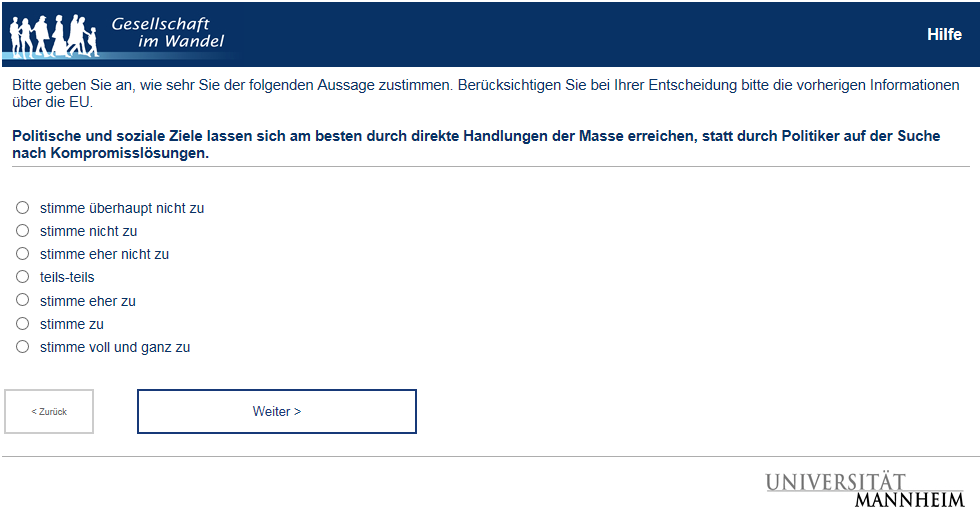 Gesellschaft
im Wandel
Hilfe
Bitte geben Sie an, wie sehr Sie der folgenden Aussage zustimmen. Berücksichtigen Sie bei Ihrer Entscheidung bitte die vorherigen Informationen
über die EU.
Politische und soziale Ziele lassen sich am besten durch direkte Handlungen der Masse erreichen, statt durch Politiker auf der Suche
nach Kompromisslösungen.
stimme überhaupt nicht zu
stimme nicht zu
stimme eher nicht zu
teils-teils
stimme eher zu
stimme zu
stimme voll und ganz zu
< Zurück
Weiter >
UNIVERSITÄT
MANNHEIM